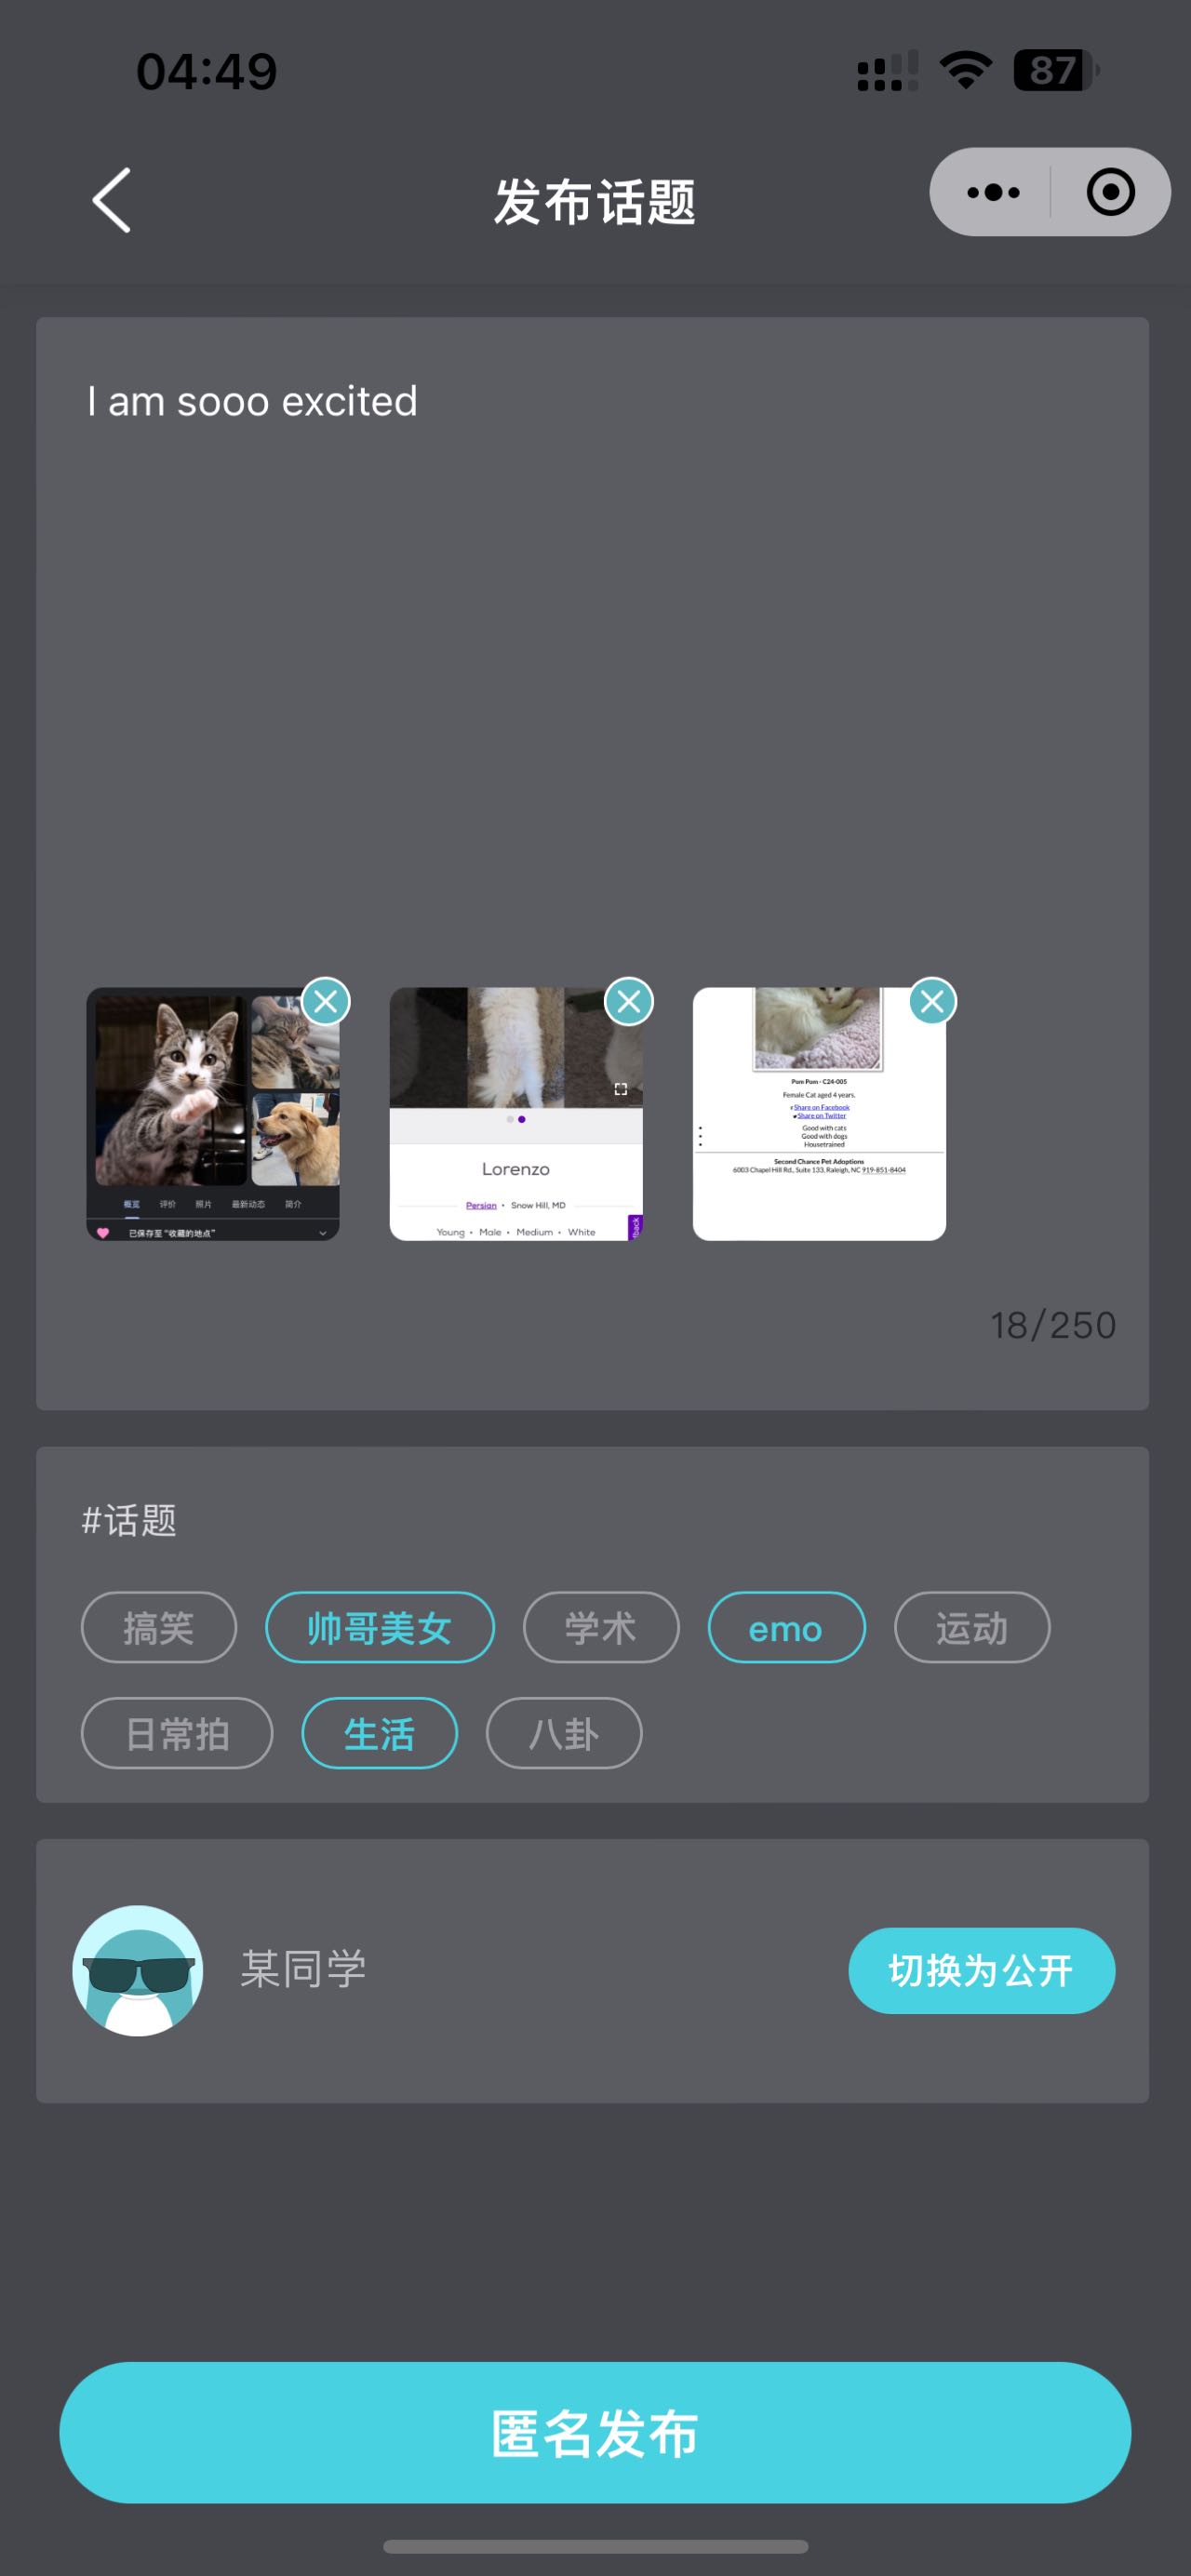 04:49
87
发布话题
I am sooo excited
概览 评价 照片 最新动态 简介
已保存至“收藏的地点”
Lorenzo
Persian • Snow Hill, MD
Young • Male • Medium • White
Pom Pom - C24-005
Female Cat aged 4 years.
Share on Facebook
Share on Twitter
Good with cats
Good with dogs
Housetrained
Second Chance Pet Adoptions
6003 Chapel Hill Rd., Suite 133, Raleigh, NC 919-851-8404
18/250
#话题
搞笑 帅哥美女 学术 emo 运动
日常拍 生活 八卦
某同学
切换为公开
匿名发布